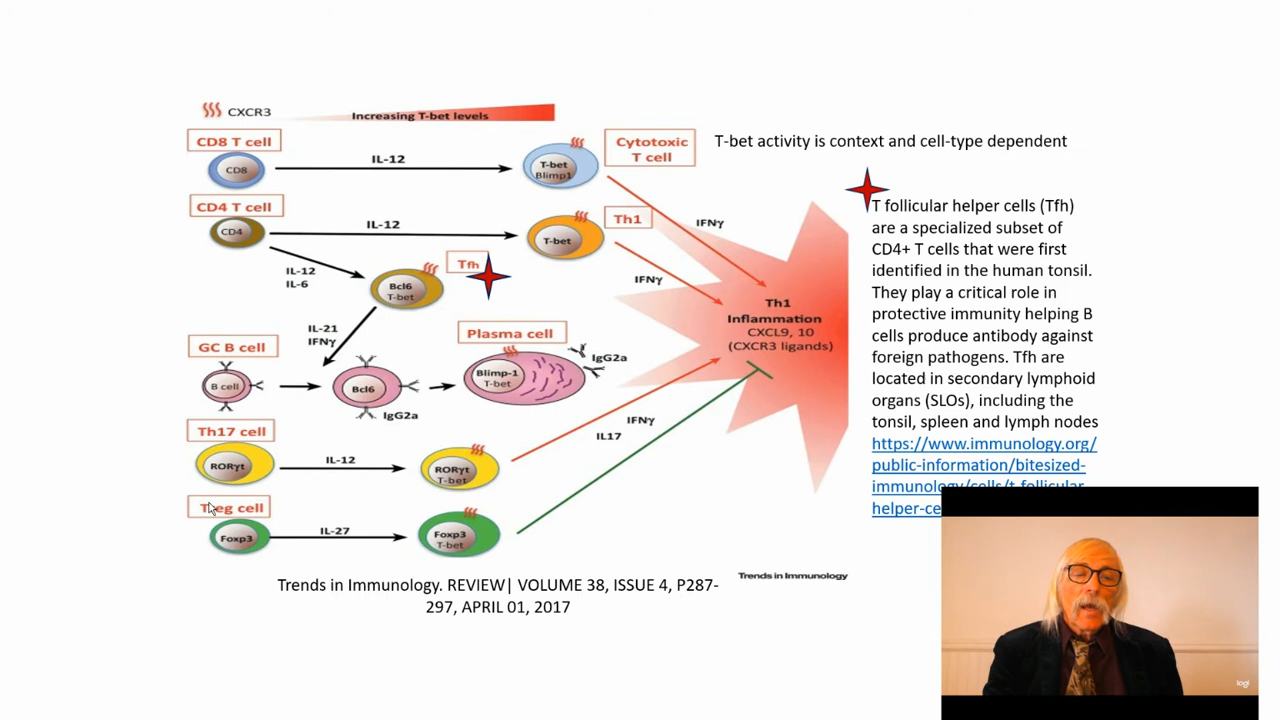 CXCR3
Increasing T-bet levels
CD8 T cell
CD8
IL-12
T-bet
Blimp1
Cytotoxic
T cell
IFNγ
CD4 T cell
CD4
IL-12
T-bet
Th1
IFNγ
IL-12
IL-6
Bcl6
T-bet
Tfh
IL-21
IFNγ
GC B cell
B cell
Bcl6
IgG2a
Plasma cell
Blimp-1
T-bet
IgG2a
Th17 cell
RORγt
IL-12
RORγt
T-bet
IFNγ
IL17
Treg cell
Foxp3
IL-27
Foxp3
T-bet
Th1
Inflammation
CXCL9, 10
(CXCR3 ligands)
Trends in Immunology
Trends in Immunology. REVIEW| VOLUME 38, ISSUE 4, P287-
297, APRIL 01, 2017
T-bet activity is context and cell-type dependent
T follicular helper cells (Tfh)
are a specialized subset of
CD4+ T cells that were first
identified in the human tonsil.
They play a critical role in
protective immunity helping B
cells produce antibody against
foreign pathogens. Tfh are
located in secondary lymphoid
organs (SLOs), including the
tonsil, spleen and lymph nodes
https://www.immunology.org/
public-information/bitesized-
immunology/cells/t-follicular-
helper-ce
logi